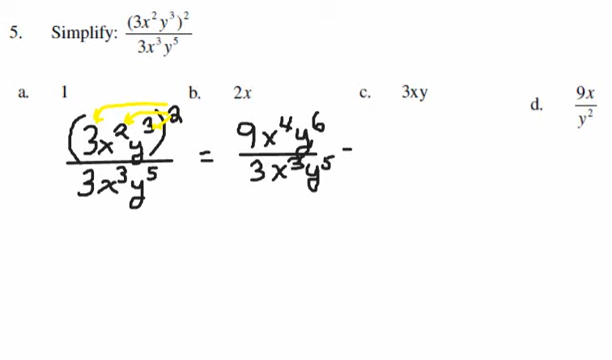 5. Simplify: (3x²y³)² / 3x³y⁵
a. 1 b. 2x c. 3xy d. 9x / y²
(3x²y³)² / 3x³y⁵ = 9x⁴y⁶ / 3x³y⁵ -